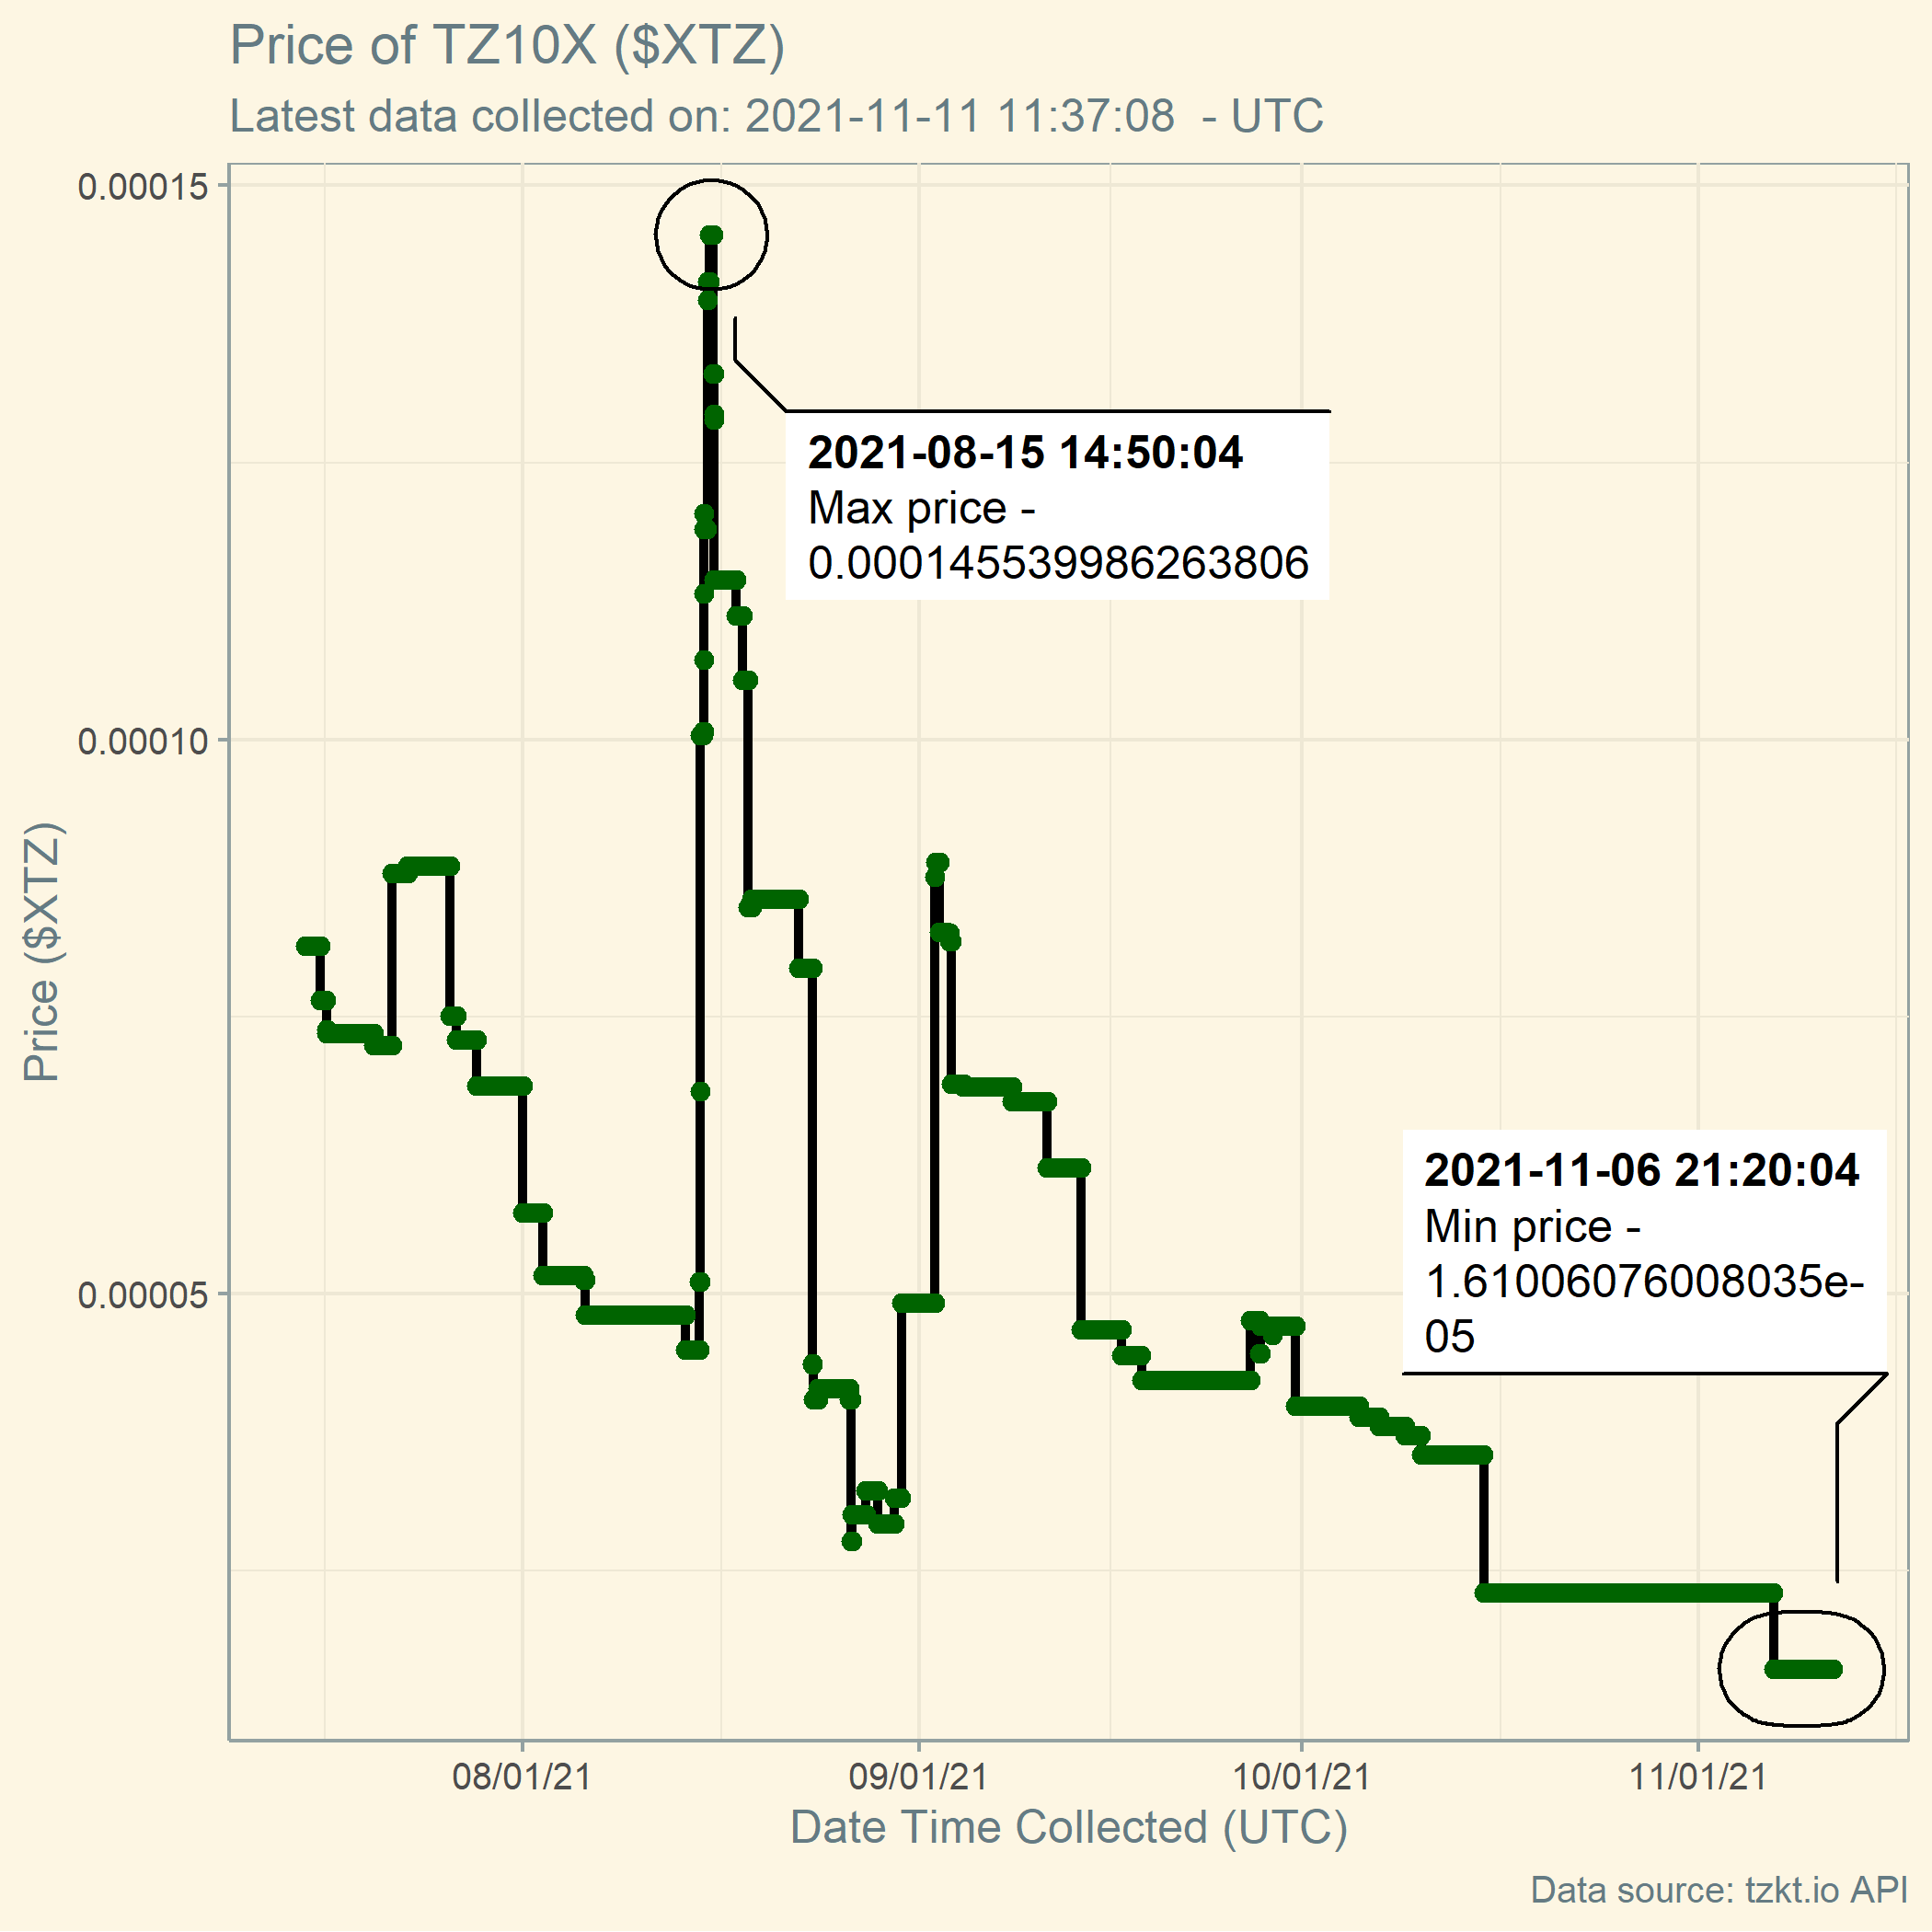 Price of TZ10X ($XTZ)
Latest data collected on: 2021-11-11 11:37:08  - UTC
0.00015
0.00010
0.00005
Price ($XTZ)
2021-08-15 14:50:04
Max price -
0.000145539986263806
2021-11-06 21:20:04
Min price -
1.61006076008035e-
05
08/01/21
09/01/21
10/01/21
11/01/21
Date Time Collected (UTC)
Data source: tzkt.io API